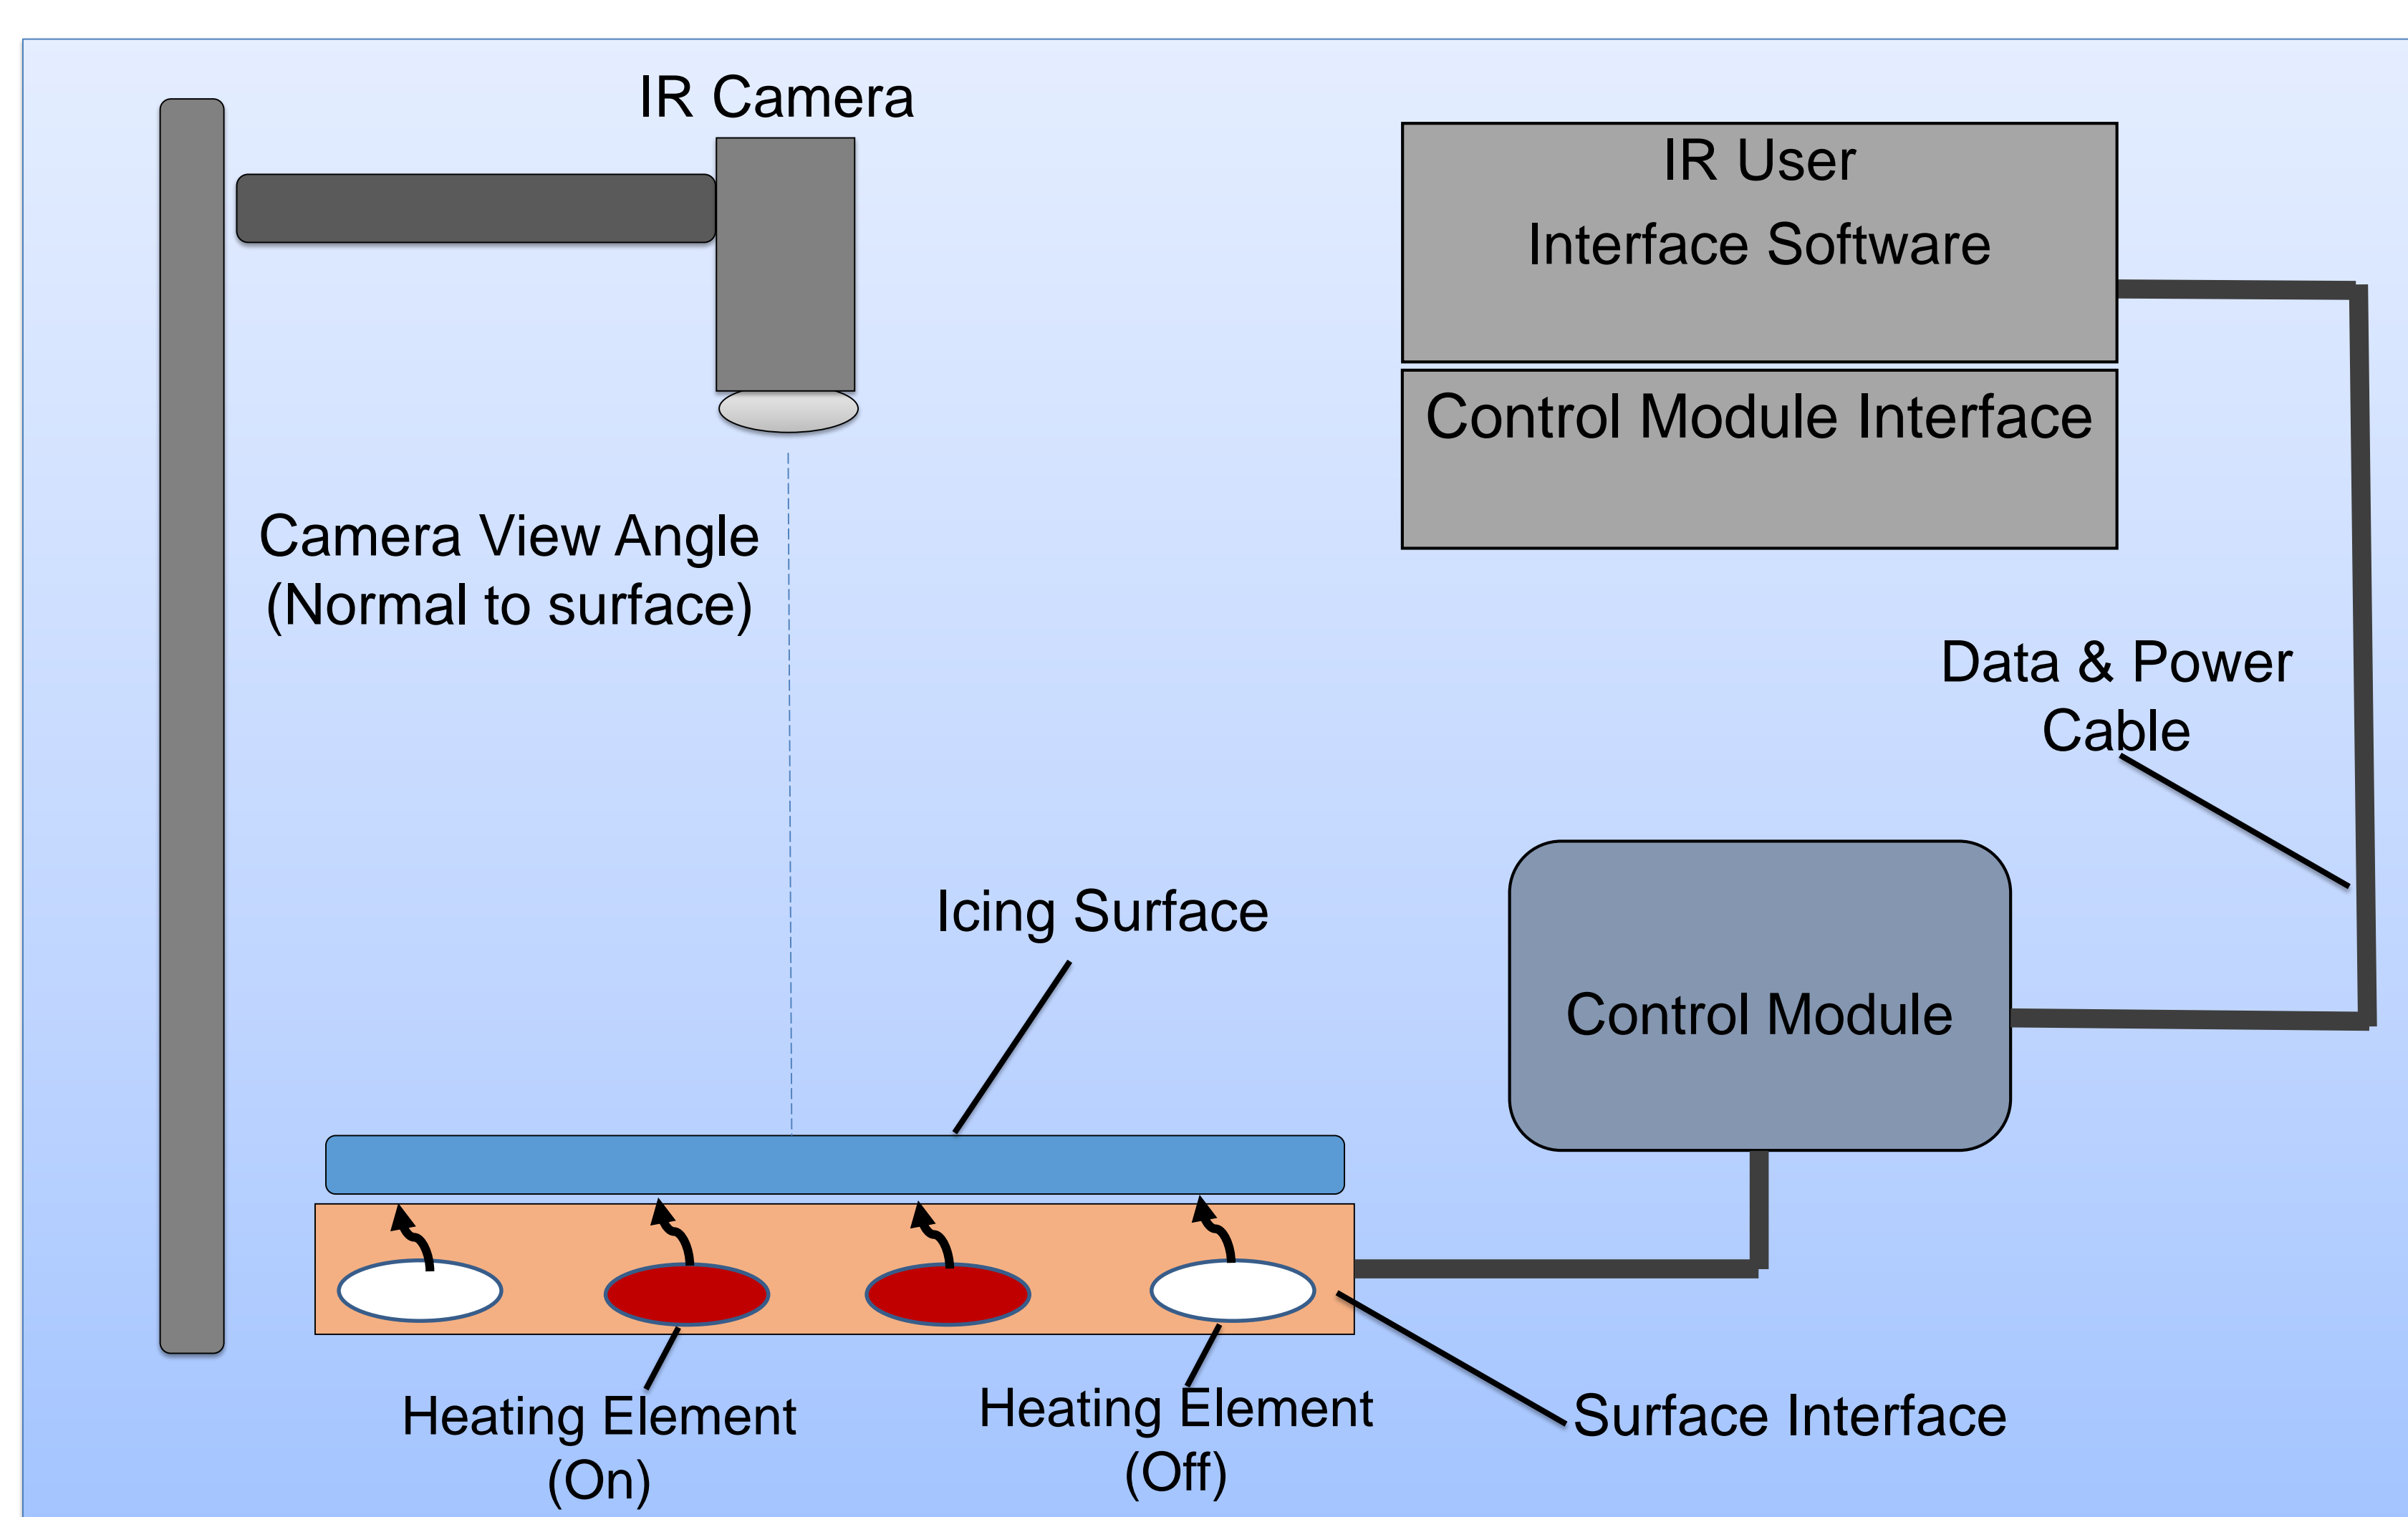 IR Camera
IR User
Interface Software
Control Module Interface
Camera View Angle
(Normal to surface)
Data & Power
Cable
Icing Surface
Control Module
Heating Element
(On)
Heating Element
(Off)
Surface Interface